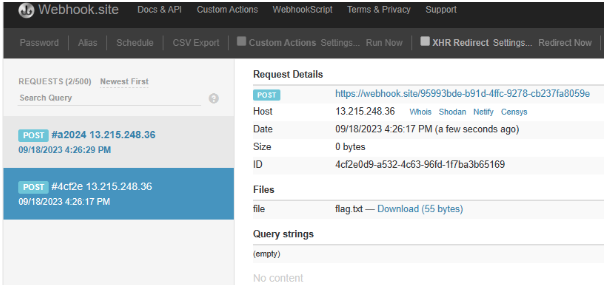 Webhook.site Docs & API Custom Actions WebhookScript Terms & Privacy Support
Password Alias Schedule CSV Export Custom Actions Settings... Run Now XHR Redirect Settings... Redirect Now
REQUESTS (2/500) Newest First
Search Query
POST #a2024 13.215.248.36
09/18/2023 4:26:29 PM
POST #4cf2e 13.215.248.36
09/18/2023 4:26:17 PM
Request Details
POST https://webhook.site/95993bde-b91d-4ffc-9278-cb237fa8059e
Host 13.215.248.36 Whois Shodan Netify Censys
Date 09/18/2023 4:26:17 PM (a few seconds ago)
Size 0 bytes
ID 4cf2e0d9-a532-4c63-96fd-1f7ba3b65169
Files
file flag.txt — Download (55 bytes)
Query strings
(empty)
No content